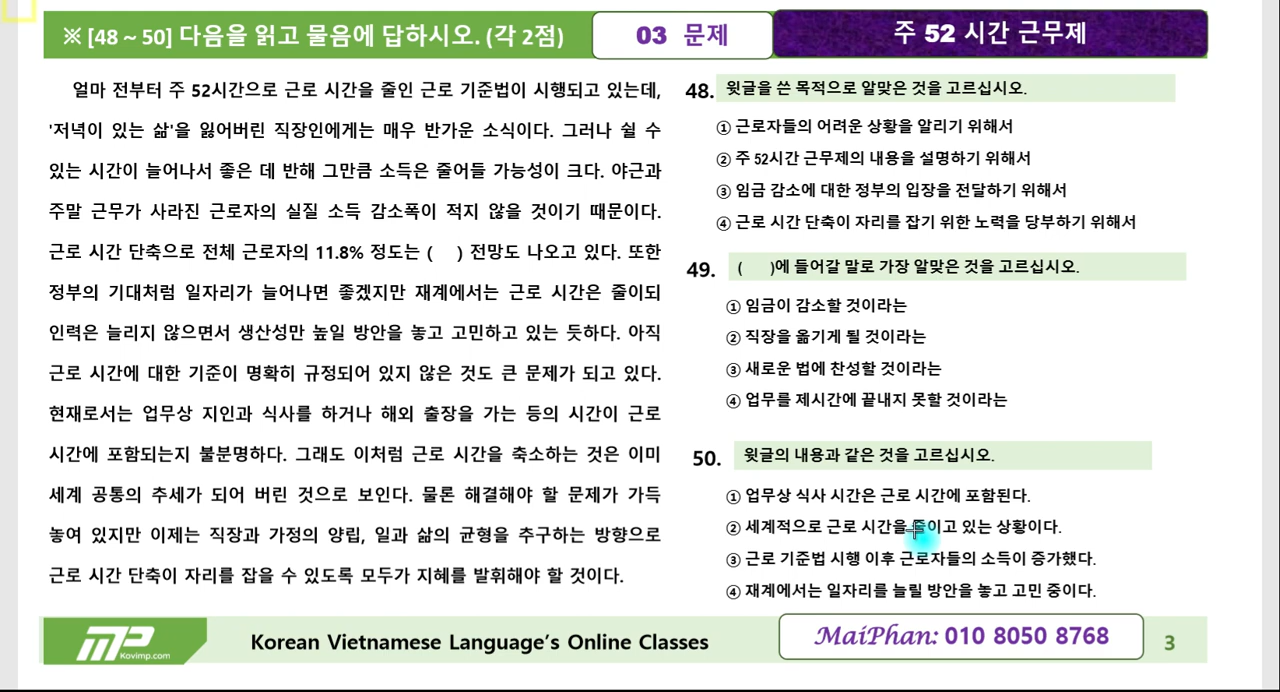 ※ [48 ~ 50] 다음을 읽고 물음에 답하시오. (각 2점)
03 문제
주 52 시간 근무제
얼마 전부터 주 52시간으로 근로 시간을 줄인 근로 기준법이 시행되고 있는데,
'저녁이 있는 삶'을 잃어버린 직장인에게는 매우 반가운 소식이다. 그러나 쉴 수
있는 시간이 늘어나서 좋은 데 반해 그만큼 소득은 줄어들 가능성이 크다. 야근과
주말 근무가 사라진 근로자의 실질 소득 감소폭이 적지 않을 것이기 때문이다.
근로 시간 단축으로 전체 근로자의 11.8% 정도는 ( ) 전망도 나오고 있다. 또한
정부의 기대처럼 일자리가 늘어나면 좋겠지만 재계에서는 근로 시간은 줄이되
인력은 늘리지 않으면서 생산성만 높일 방안을 놓고 고민하고 있는 듯하다. 아직
근로 시간에 대한 기준이 명확히 규정되어 있지 않은 것도 큰 문제가 되고 있다.
현재로서는 업무상 지인과 식사를 하거나 해외 출장을 가는 등의 시간이 근로
시간에 포함되는지 불분명하다. 그래도 이처럼 근로 시간을 축소하는 것은 이미
세계 공통의 추세가 되어 버린 것으로 보인다. 물론 해결해야 할 문제가 가득
놓여 있지만 이제는 직장과 가정의 양립, 일과 삶의 균형을 추구하는 방향으로
근로 시간 단축이 자리를 잡을 수 있도록 모두가 지혜를 발휘해야 할 것이다.
48. 윗글을 쓴 목적으로 알맞은 것을 고르십시오.
① 근로자들의 어려운 상황을 알리기 위해서
② 주 52시간 근무제의 내용을 설명하기 위해서
③ 임금 감소에 대한 정부의 입장을 전달하기 위해서
④ 근로 시간 단축이 자리를 잡기 위한 노력을 당부하기 위해서
49. ( )에 들어갈 말로 가장 알맞은 것을 고르십시오.
① 임금이 감소할 것이라는
② 직장을 옮기게 될 것이라는
③ 새로운 법에 찬성할 것이라는
④ 업무를 제시간에 끝내지 못할 것이라는
50. 윗글의 내용과 같은 것을 고르십시오.
① 업무상 식사 시간은 근로 시간에 포함된다.
② 세계적으로 근로 시간을 줄이고 있는 상황이다.
③ 근로 기준법 시행 이후 근로자들의 소득이 증가했다.
④ 재계에서는 일자리를 늘릴 방안을 놓고 고민 중이다.
MP
Kovimp.com
Korean Vietnamese Language's Online Classes
MaiPhan: 010 8050 8768
3